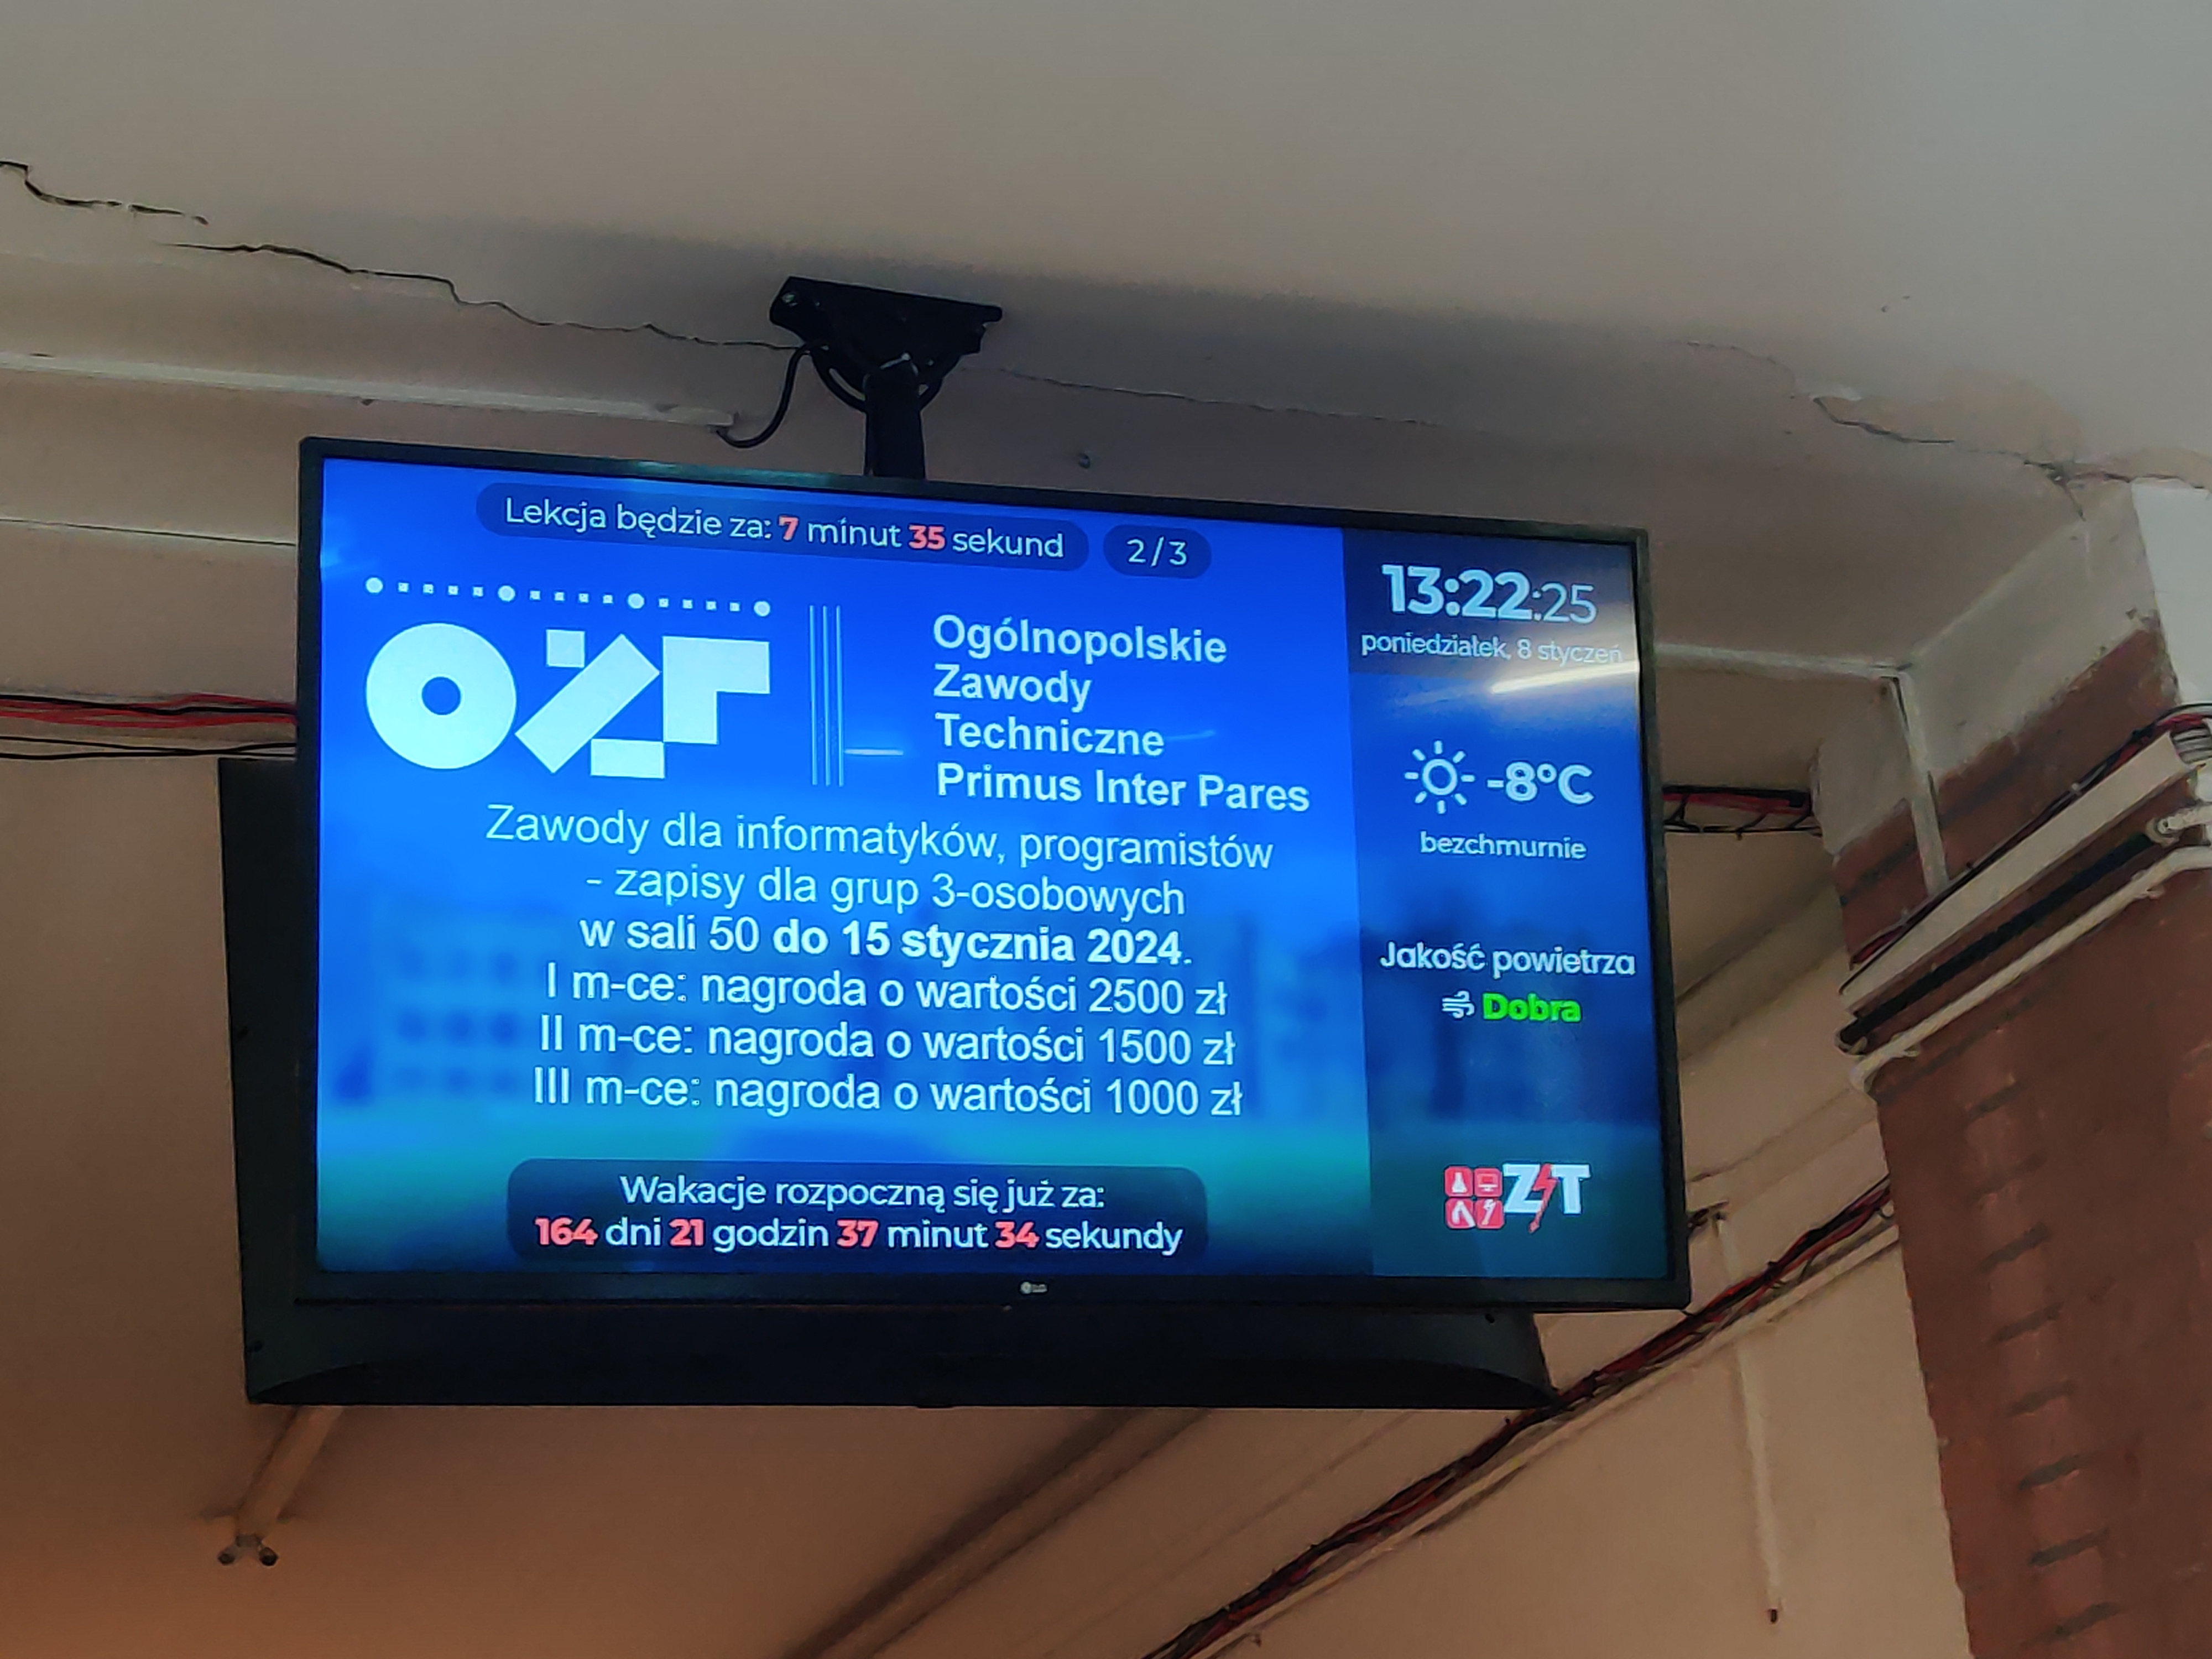 Lekcja będzie za: 7 minut 35 sekund
2/3
OZT
Ogólnopolskie
Zawody
Techniczne
Primus Inter Pares
Zawody dla informatyków, programistów
- zapisy dla grup 3-osobowych
w sali 50 do 15 stycznia 2024.
I m-ce: nagroda o wartości 2500 zł
II m-ce: nagroda o wartości 1500 zł
III m-ce: nagroda o wartości 1000 zł
Wakacje rozpoczną się już za:
164 dni 21 godzin 37 minut 34 sekundy
13:22:25
poniedziałek, 8 styczeń
-8°C
bezchmurnie
Jakość powietrza
Dobra
ZST
LG